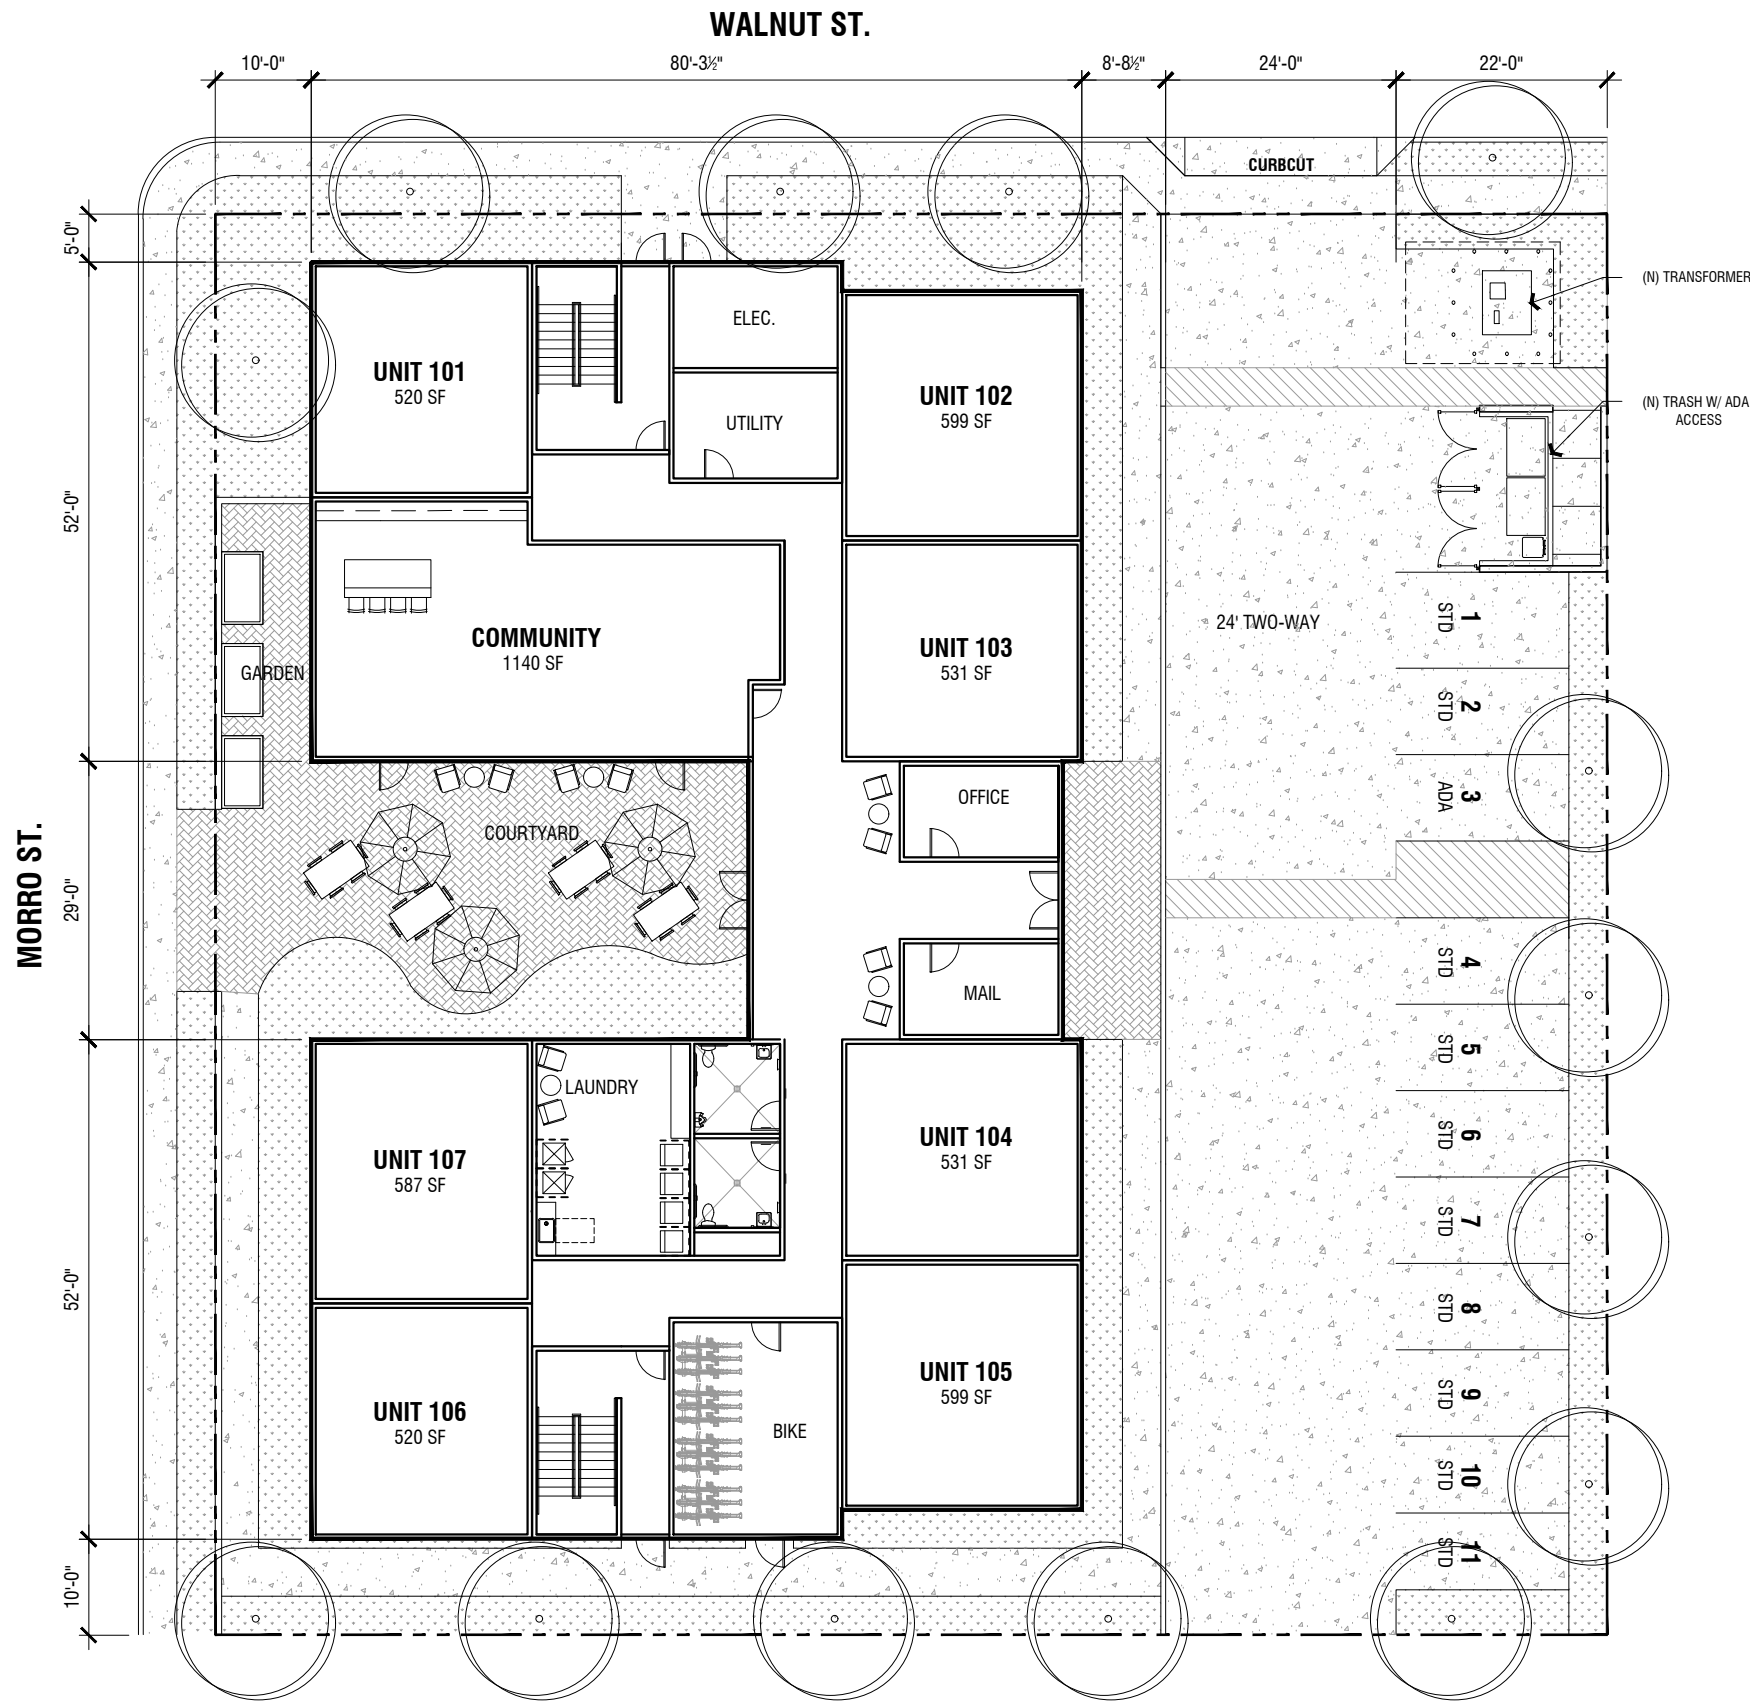 WALNUT ST.
10'-0"
80'-3½"
8'-8½"
24'-0"
22'-0"
CURBCUT
5'-0"
(N) TRANSFORMER
ELEC.
UNIT 101
520 SF
UNIT 102
599 SF
UTILITY
(N) TRASH W/ ADA
ACCESS
52'-0"
COMMUNITY
1140 SF
UNIT 103
531 SF
24' TWO-WAY
1
STD
GARDEN
2
STD
OFFICE
3
ADA
COURTYARD
MORRO ST.
29'-0"
4
STD
MAIL
5
STD
LAUNDRY
UNIT 107
587 SF
UNIT 104
531 SF
6
STD
7
STD
52'-0"
8
STD
UNIT 105
599 SF
9
STD
UNIT 106
520 SF
BIKE
10
STD
11
STD
10'-0"